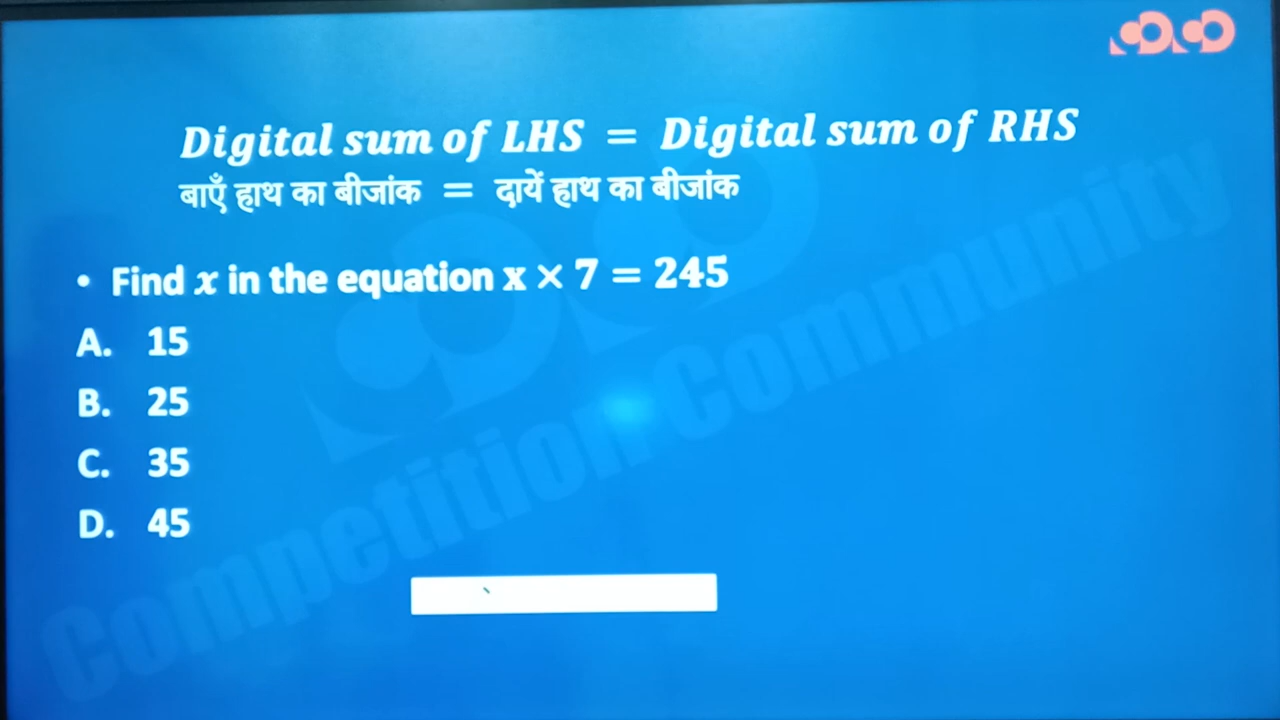 Digital sum of LHS = Digital sum of RHS
बाएँ हाथ का बीजांक = दायें हाथ का बीजांक
• Find x in the equation x × 7 = 245
A. 15
B. 25
C. 35
D. 45
Competition Community